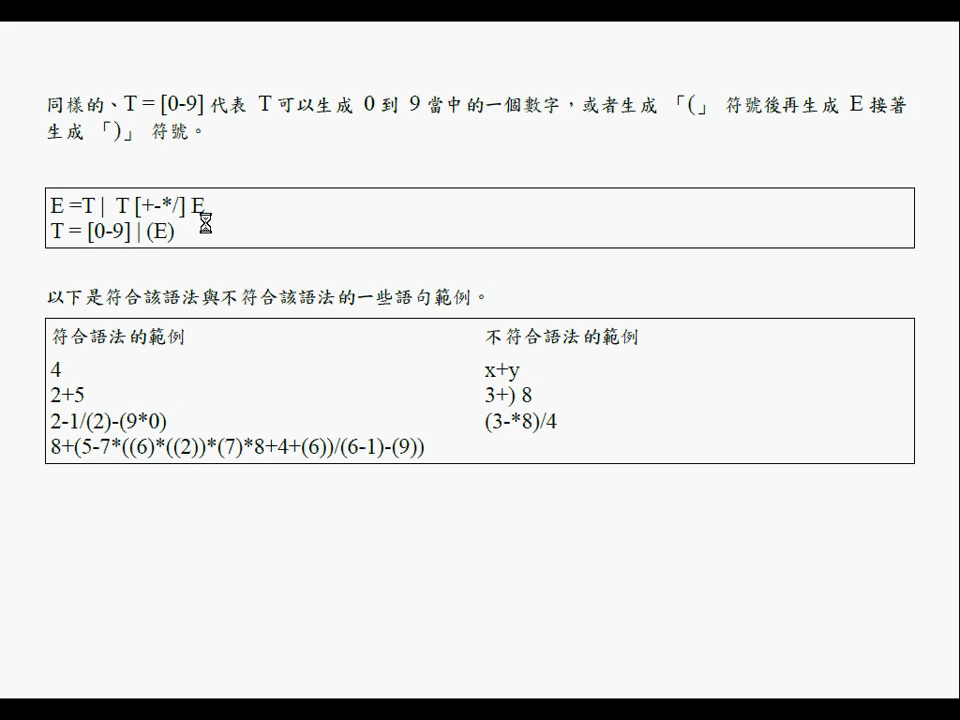 同樣的、T = [0-9] 代表 T 可以生成 0 到 9 當中的一個數字，或者生成 「(」 符號後再生成 E 接著
生成 「)」 符號。
E =T | T [+-*/] E
T = [0-9] | (E)
以下是符合該語法與不符合該語法的一些語句範例。
符合語法的範例 不符合語法的範例
4 x+y
2+5 3+) 8
2-1/(2)-(9*0) (3-*8)/4
8+(5-7*((6)*((2))*(7)*8+4+(6))/(6-1)-(9))